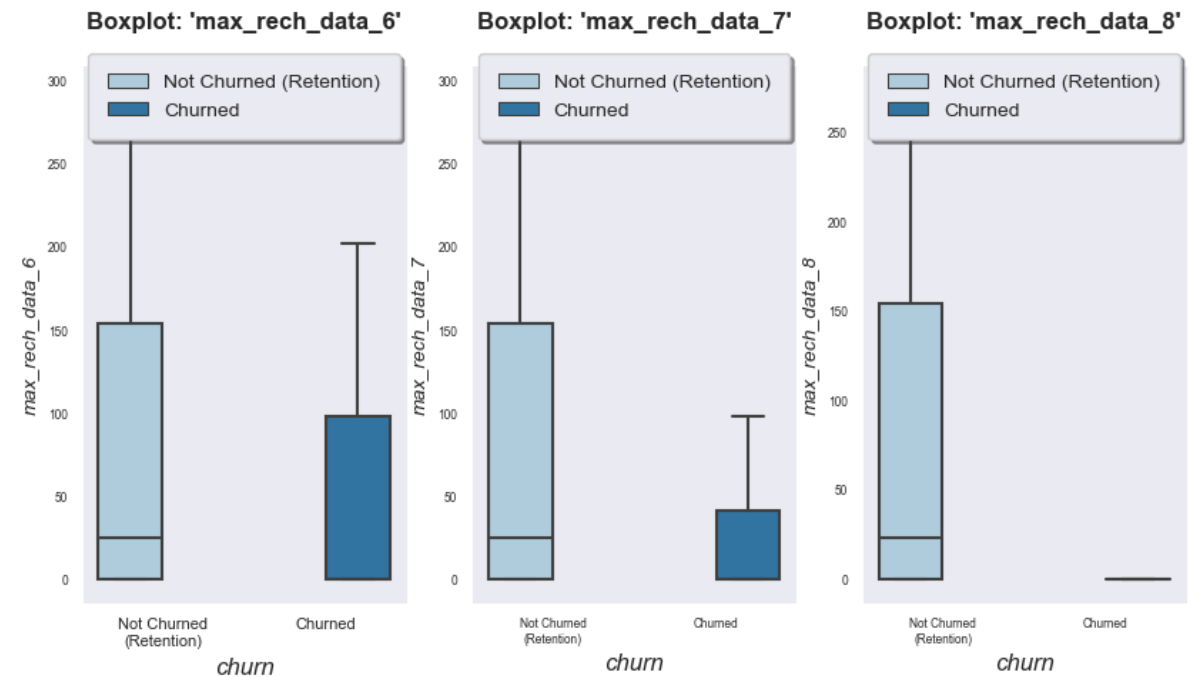 Boxplot: 'max_rech_data_6'
Not Churned (Retention)
Churned
300
250
200
150
100
50
0
max_rech_data_6
Not Churned
(Retention)
Churned
churn
Boxplot: 'max_rech_data_7'
Not Churned (Retention)
Churned
300
250
200
150
100
50
0
max_rech_data_7
Not Churned
(Retention)
Churned
churn
Boxplot: 'max_rech_data_8'
Not Churned (Retention)
Churned
250
200
150
100
50
0
max_rech_data_8
Not Churned
(Retention)
Churned
churn